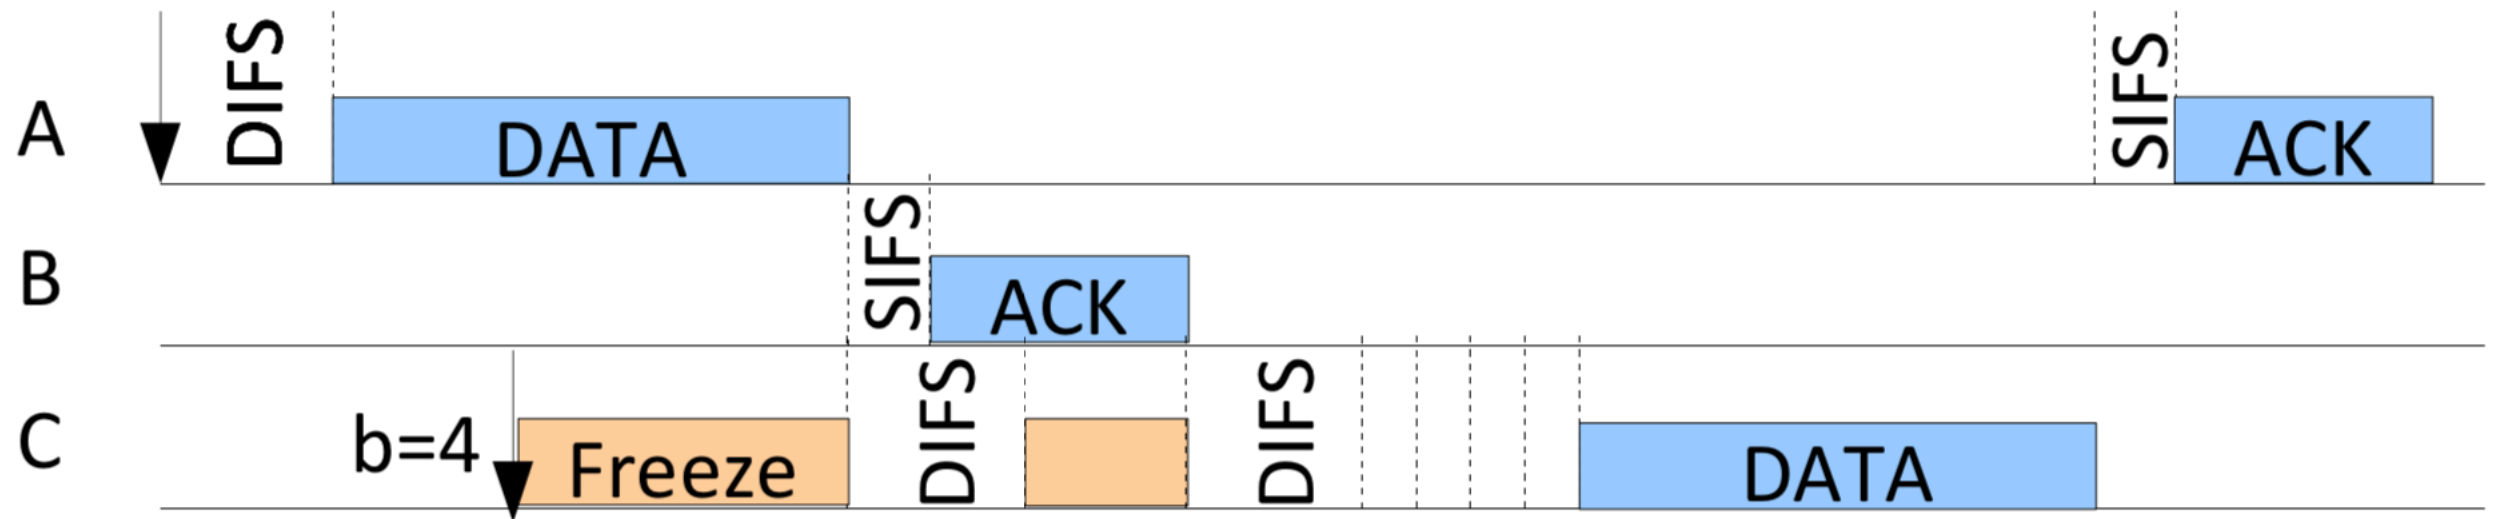 A DIFS DATA SIFS ACK
B SIFS ACK
C b=4 Freeze DIFS DIFS DATA